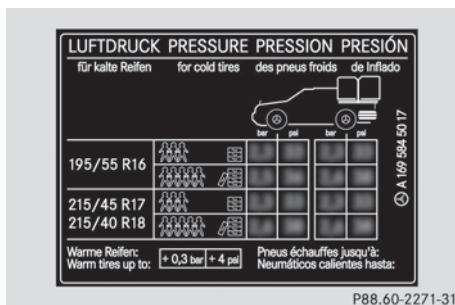 LUFTDRUCK PRESSURE PRESSION PRESIÓN
für kalte Reifen for cold tires des pneus froids de Inflado
bar psi bar psi
195/55 R16
215/45 R17
215/40 R18
Warme Reifen:
Warm tires up to:
+ 0,3 bar + 4 psi
Pneus échauffes jusqu'à:
Neumáticos calientes hasta:
A 169 584 50 17
P88.60-2271-31